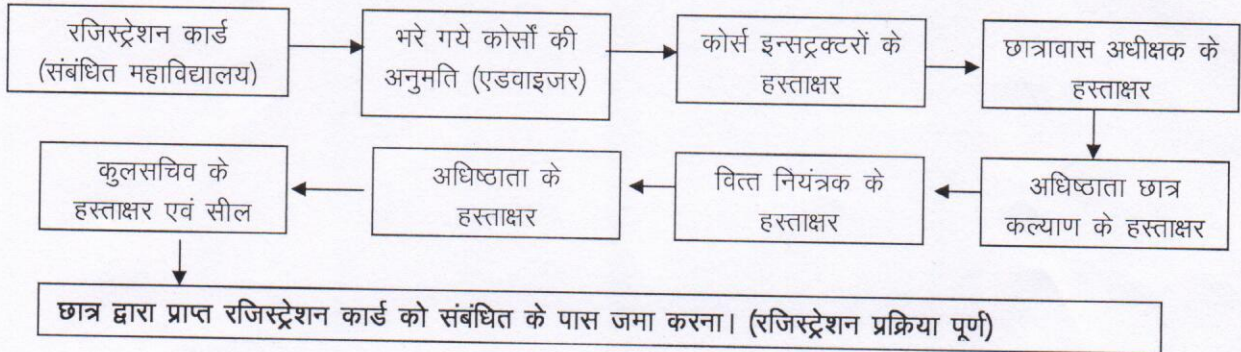 रजिस्ट्रेशन कार्ड
(संबंधित महाविद्यालय)
भरे गये कोर्सों की
अनुमति (एडवाइजर)
कोर्स इन्सट्रक्टरों के
हस्ताक्षर
छात्रावास अधीक्षक के
हस्ताक्षर
अधिष्ठाता छात्र
कल्याण के हस्ताक्षर
वित्त नियंत्रक के
हस्ताक्षर
अधिष्ठाता के
हस्ताक्षर
कुलसचिव के
हस्ताक्षर एवं सील
छात्र द्वारा प्राप्त रजिस्ट्रेशन कार्ड को संबंधित के पास जमा करना। (रजिस्ट्रेशन प्रक्रिया पूर्ण)